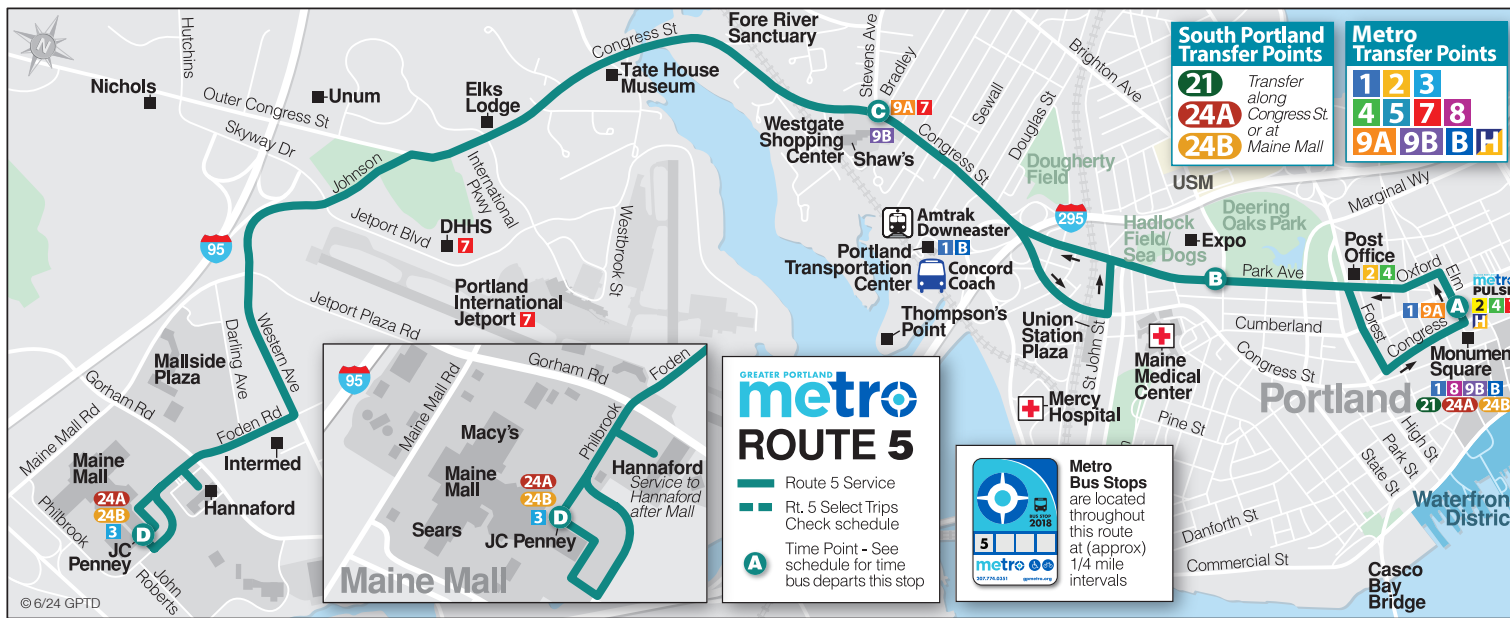 N
Hutchins
Nichols
Unum
Outer Congress St
Skyway Dr
Elks
Lodge
Congress St
Tate House
Museum
Fore River
Sanctuary
Stevens Ave
Bradley
C
9A 7
9B
Westgate
Shopping
Center
Shaw's
Congress St
Sewall
Douglas St
Brighton Ave
Dougherty
Field
USM
South Portland
Transfer Points
21
24A
24B
Transfer
along
Congress St.
or at
Maine Mall
Metro
Transfer Points
1 2 3
4 5 7 8
9A 9B B H
Johnson
International
Pkwy
Jetport Blvd
DHHS
7
Westbrook St
95
Portland
International
Jetport 7
Jetport Plaza Rd
Amtrak
Downeaster
Portland
Transportation
Center
1 B
Concord
Coach
Thompson's
Point
295
Hadlock
Field/
Sea Dogs
Expo
Deering
Oaks Park
Marginal Wy
B
Park Ave
Post
Office
2 4
Oxford
Elm
metro
PULSE
A
1 9A
2 4
H
Forest
Congress
Cumberland
Congress St
Union
Station
Plaza
St John St
Maine
Medical
Center
Mercy
Hospital
Pine St
Portland
Monument
Square
1 8 9B B
21 24A 24B
High St
Park St
State St
Waterfront
District
Danforth St
Commercial St
Casco
Bay
Bridge
Darling Ave
Western Ave
Mallside
Plaza
Gorham Rd
Maine Mall Rd
Foden Rd
Intermed
Hannaford
Maine
Mall
24A
24B
3
D
JC
Penney
Philbrook
John
Roberts
95
Maine Mall Rd
Gorham Rd
Foden
Philbrook
Macy's
Maine
Mall
24A
24B
3
D
Sears
JC Penney
Hannaford
Service to
Hannaford
after Mall
Maine Mall
GREATER PORTLAND
metro
ROUTE 5
Route 5 Service
Rt. 5 Select Trips
Check schedule
A
Time Point - See
schedule for time
bus departs this stop
BUS STOP
2018
5
metro
207.774.0351 gpmetro.org
Metro
Bus Stops
are located
throughout
this route
at (approx)
1/4 mile
intervals
© 6/24 GPTD